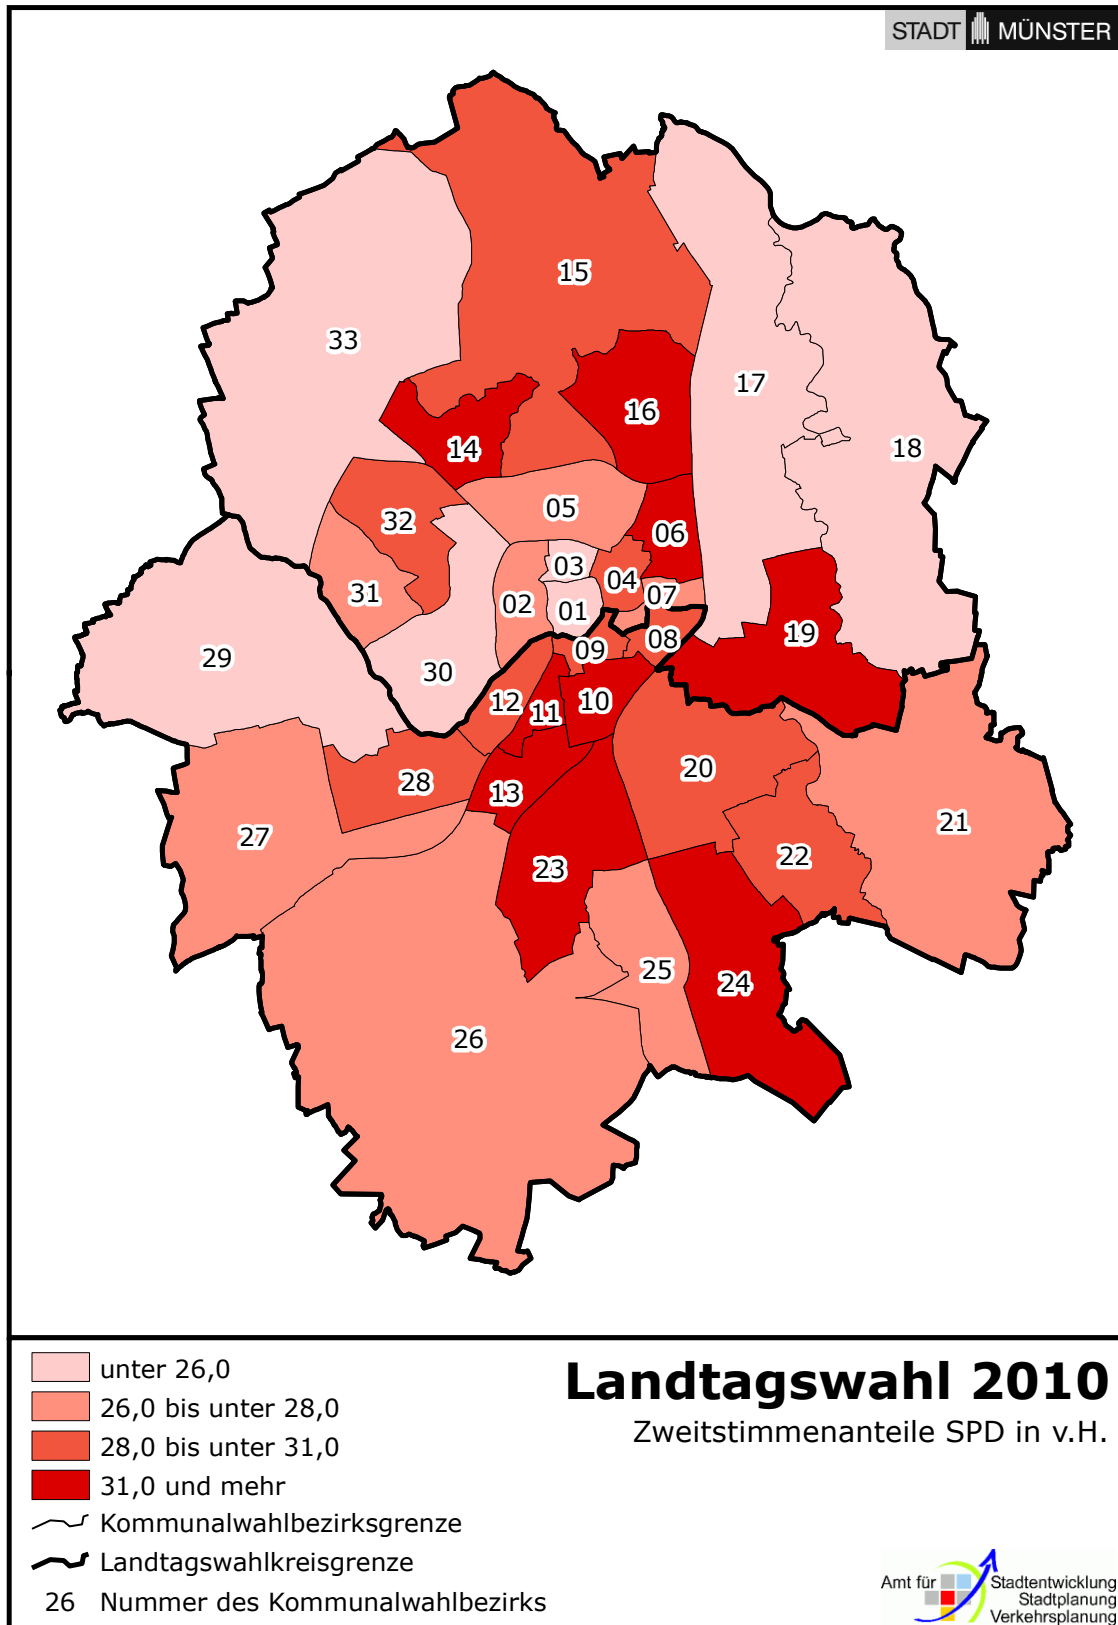 STADT MÜNSTER
15
33
17
16
18
14
05
32
06
03
04
31
07
02
01
19
08
09
29
30
12
11
10
20
28
13
21
27
22
23
25
24
26
unter 26,0
26,0 bis unter 28,0
28,0 bis unter 31,0
31,0 und mehr
Kommunalwahlbezirksgrenze
Landtagswahlkreisgrenze
26 Nummer des Kommunalwahlbezirks
Landtagswahl 2010
Zweitstimmenanteile SPD in v.H.
Amt für Stadtentwicklung
Stadtplanung
Verkehrsplanung